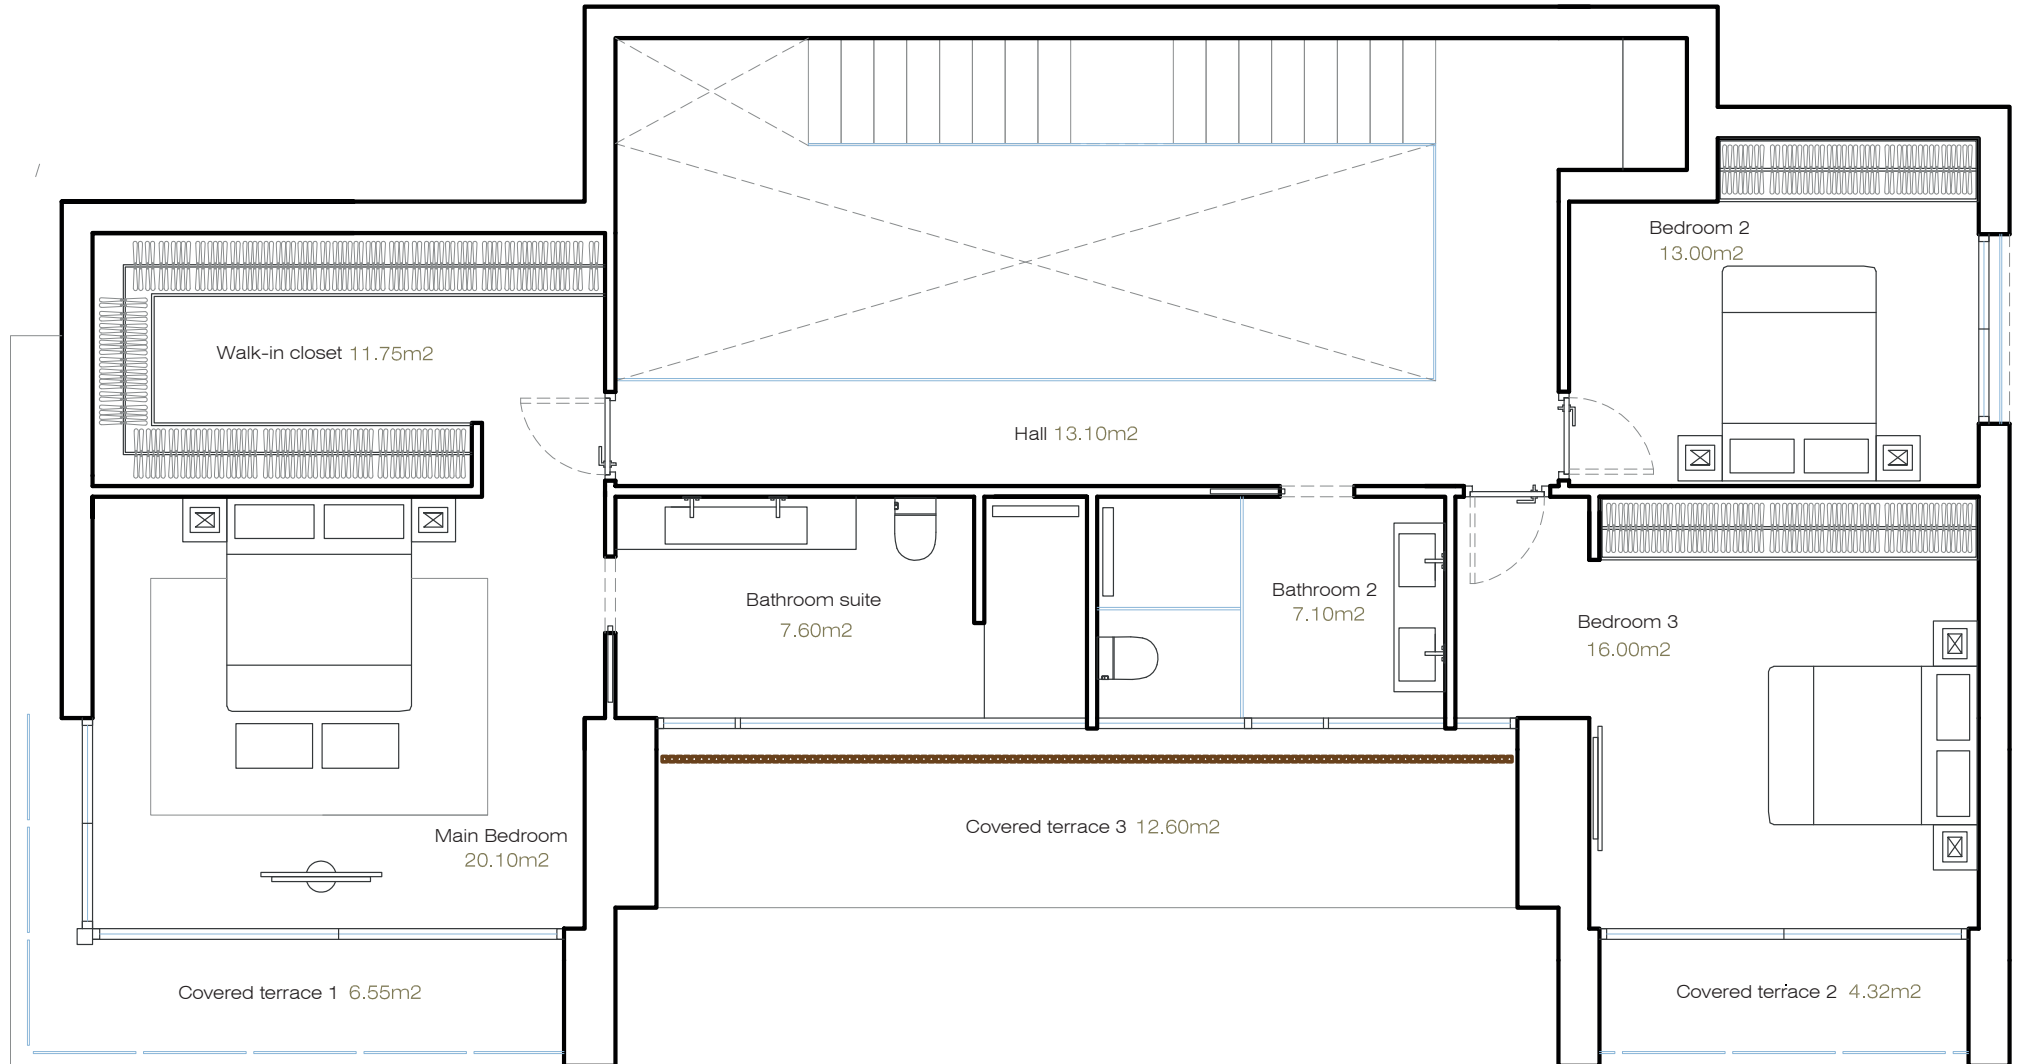 Bedroom 2
13.00m2
Walk-in closet 11.75m2
Hall 13.10m2
Bathroom suite
7.60m2
Bathroom 2
7.10m2
Bedroom 3
16.00m2
Main Bedroom
20.10m2
Covered terrace 3 12.60m2
Covered terrace 1 6.55m2
Covered terrace 2 4.32m2